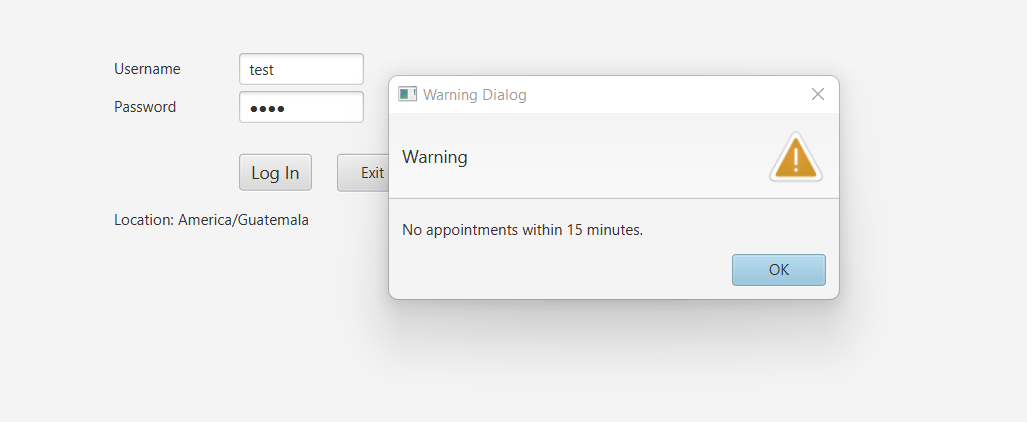 Username
test
Password
●●●●
Log In
Exit
Location: America/Guatemala
Warning Dialog
Warning
No appointments within 15 minutes.
OK